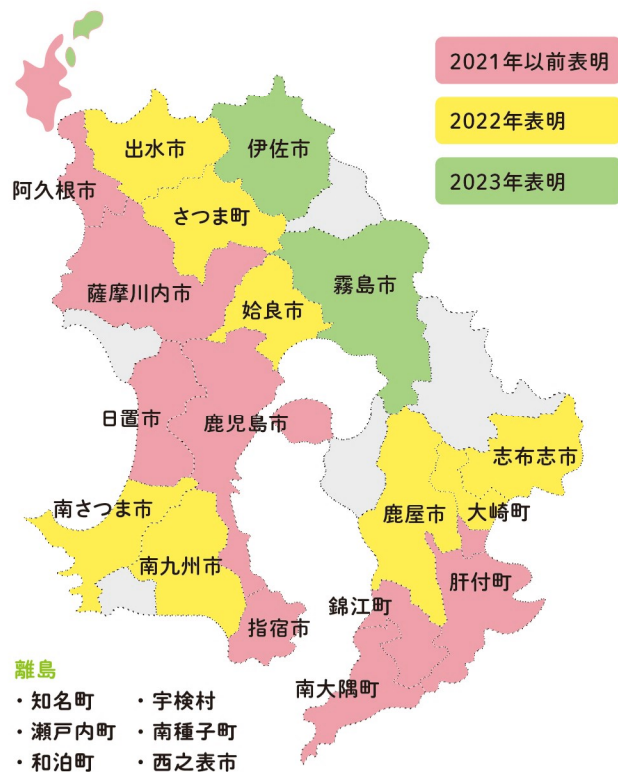 2021年以前表明
2022年表明
2023年表明
出水市
伊佐市
阿久根市
さつま町
薩摩川内市
霧島市
姶良市
日置市
鹿児島市
志布志市
南さつま市
鹿屋市
大崎町
南九州市
肝付町
錦江町
指宿市
南大隅町
離島
・知名町 ・宇検村
・瀬戸内町 ・南種子町
・和泊町 ・西之表市